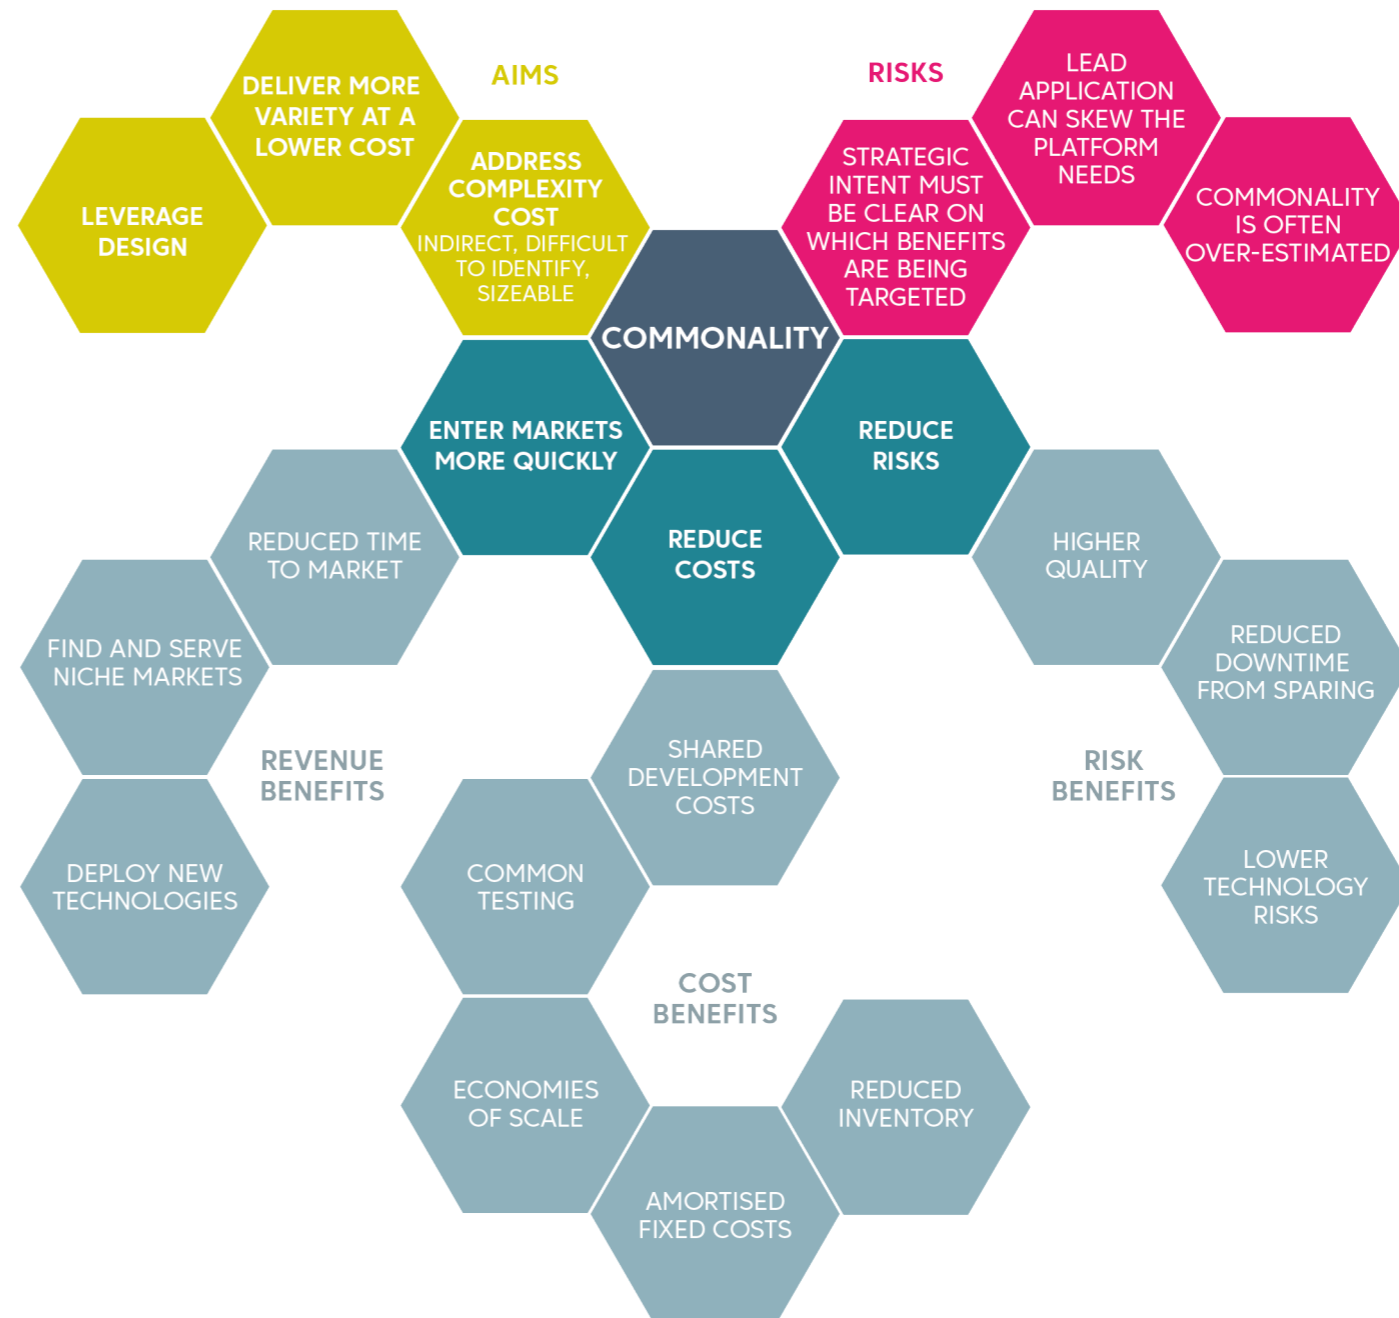 AIMS
RISKS
DELIVER MORE
VARIETY AT A
LOWER COST
LEVERAGE
DESIGN
ADDRESS
COMPLEXITY
COST
INDIRECT, DIFFICULT
TO IDENTIFY,
SIZEABLE
STRATEGIC
INTENT MUST
BE CLEAR ON
WHICH BENEFITS
ARE BEING
TARGETED
LEAD
APPLICATION
CAN SKEW THE
PLATFORM
NEEDS
COMMONALITY
IS OFTEN
OVER-ESTIMATED
COMMONALITY
ENTER MARKETS
MORE QUICKLY
REDUCE
COSTS
REDUCE
RISKS
REDUCED TIME
TO MARKET
FIND AND SERVE
NICHE MARKETS
DEPLOY NEW
TECHNOLOGIES
REVENUE
BENEFITS
HIGHER
QUALITY
REDUCED
DOWNTIME
FROM SPARING
LOWER
TECHNOLOGY
RISKS
RISK
BENEFITS
SHARED
DEVELOPMENT
COSTS
COMMON
TESTING
COST
BENEFITS
ECONOMIES
OF SCALE
AMORTISED
FIXED COSTS
REDUCED
INVENTORY